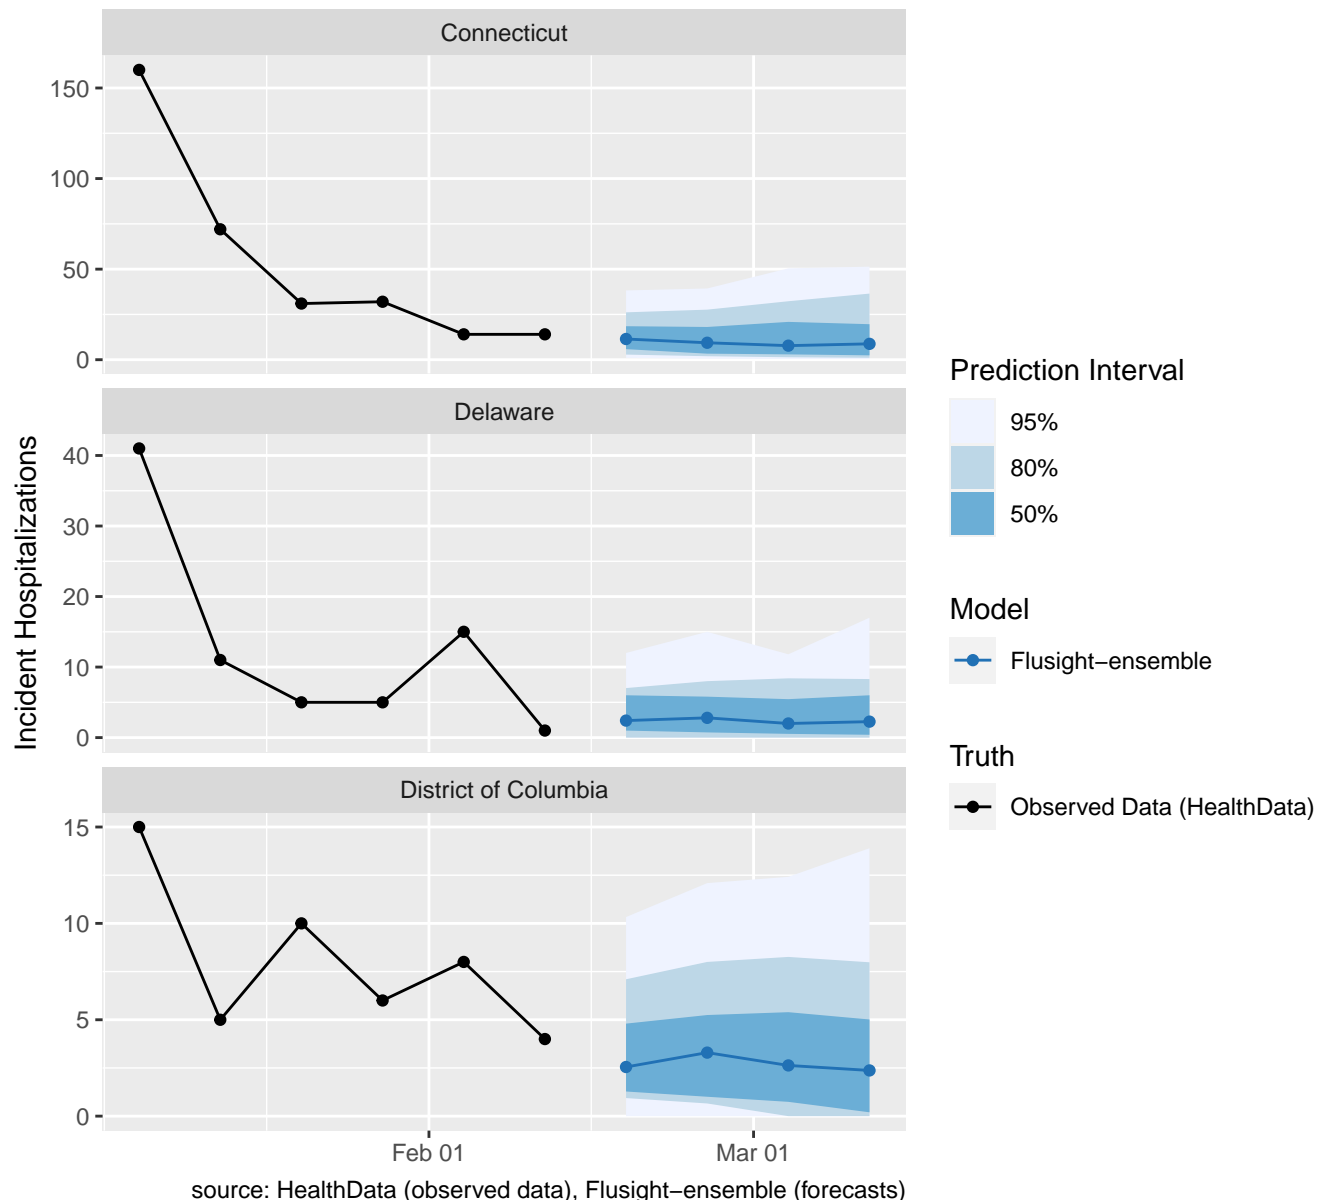 Connecticut
150
100
50
0
Delaware
40
30
20
10
0
District of Columbia
15
10
5
0
Incident Hospitalizations
Feb 01
Mar 01
source: HealthData (observed data), Flusight−ensemble (forecasts)
Prediction Interval
95%
80%
50%
Model
Flusight−ensemble
Truth
Observed Data (HealthData)